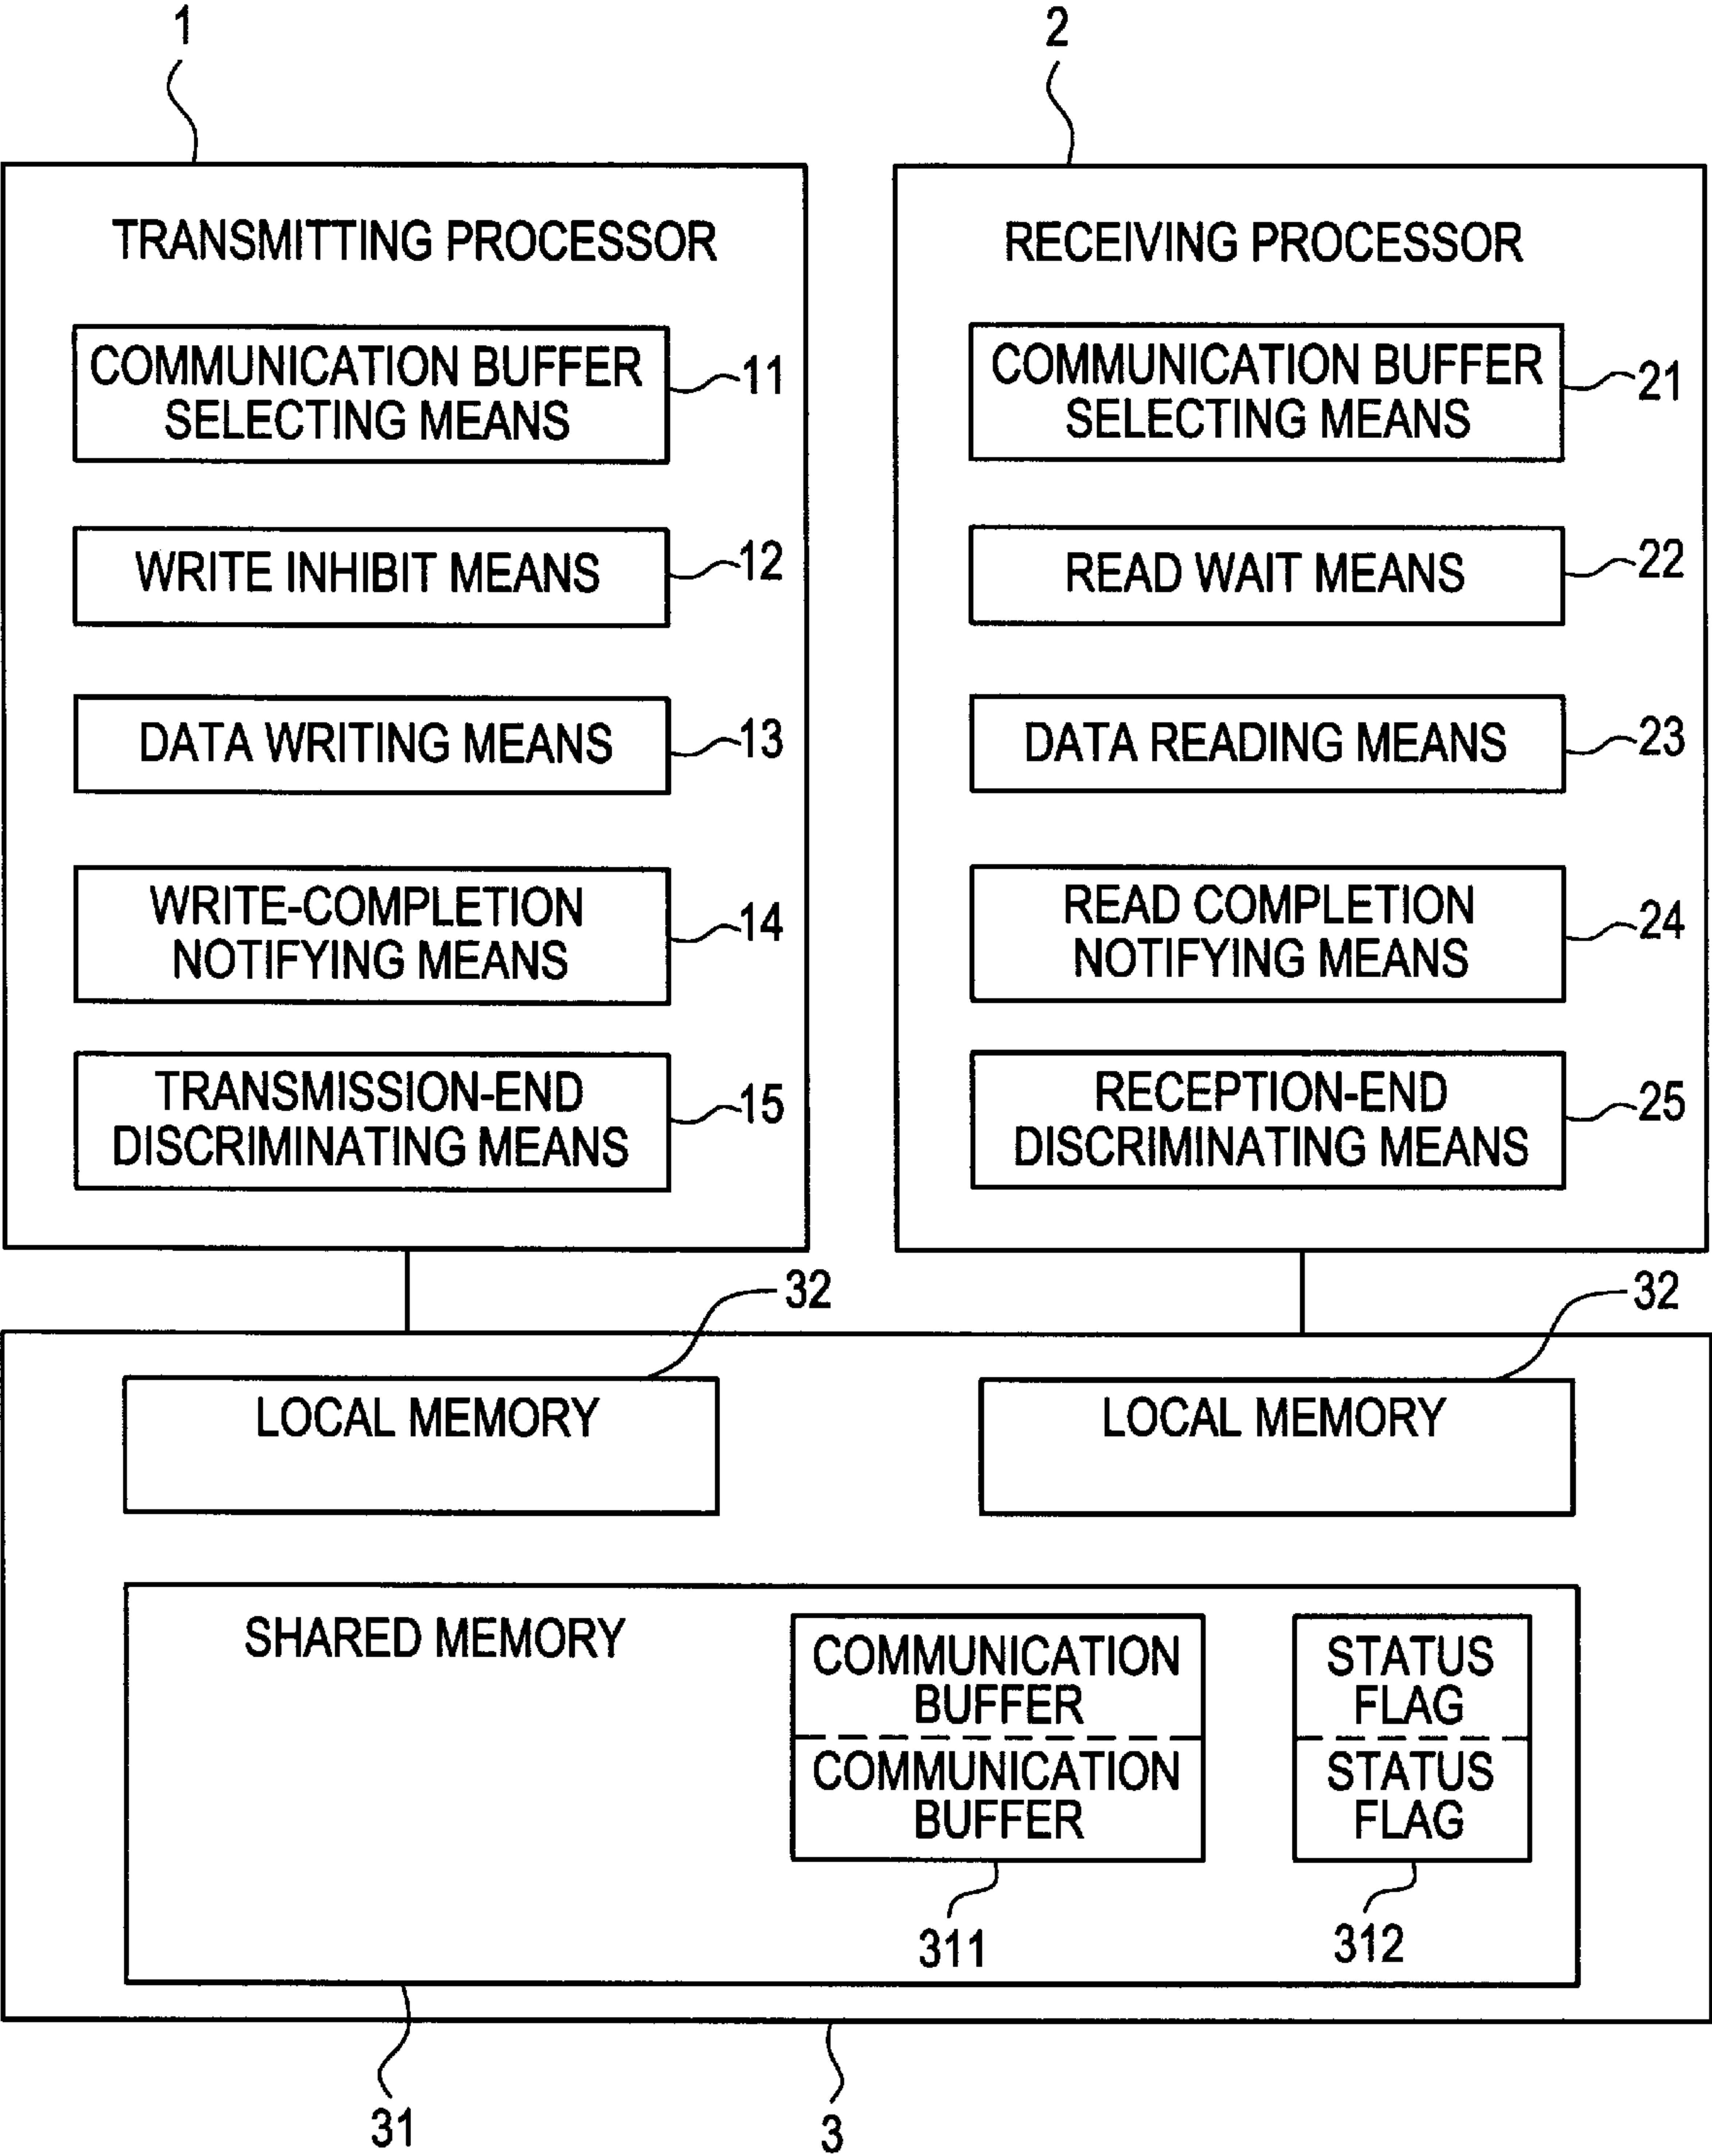 1
2
TRANSMITTING PROCESSOR
COMMUNICATION BUFFER
SELECTING MEANS
11
WRITE INHIBIT MEANS
12
DATA WRITING MEANS
13
WRITE-COMPLETION
NOTIFYING MEANS
14
TRANSMISSION-END
DISCRIMINATING MEANS
15
RECEIVING PROCESSOR
COMMUNICATION BUFFER
SELECTING MEANS
21
READ WAIT MEANS
22
DATA READING MEANS
23
READ COMPLETION
NOTIFYING MEANS
24
RECEPTION-END
DISCRIMINATING MEANS
25
32
32
LOCAL MEMORY
LOCAL MEMORY
SHARED MEMORY
COMMUNICATION
BUFFER
COMMUNICATION
BUFFER
STATUS
FLAG
STATUS
FLAG
311
312
31
3